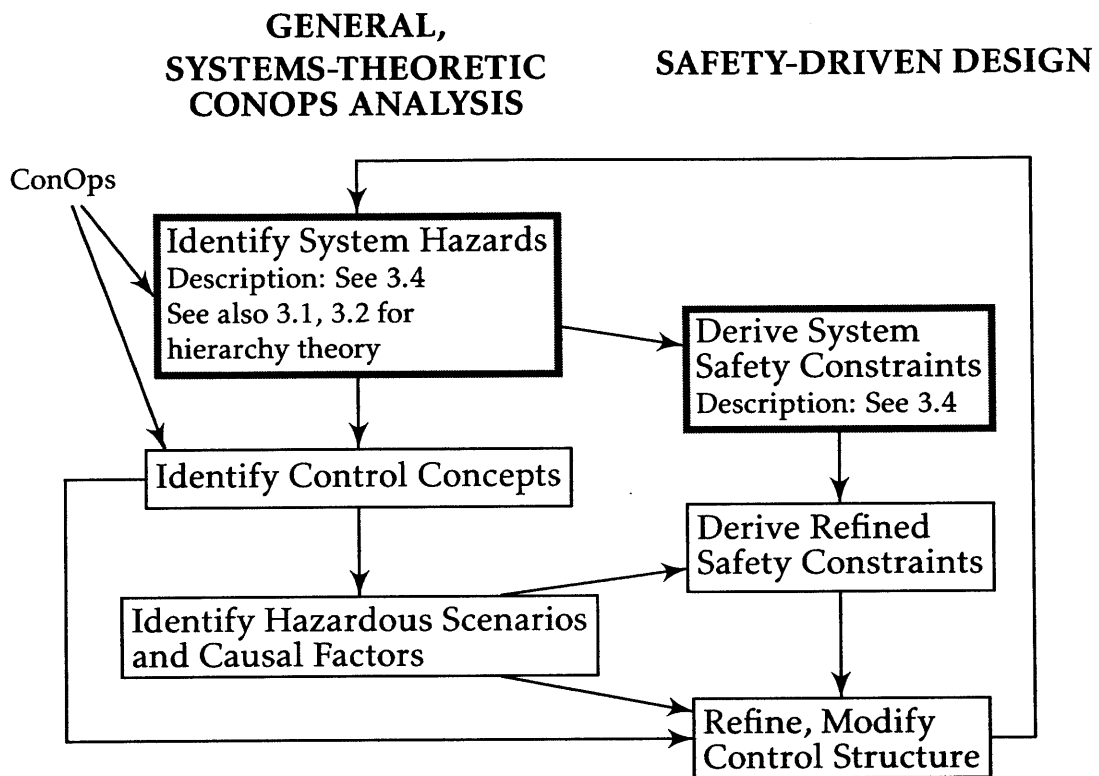 GENERAL,
SYSTEMS-THEORETIC
CONOPS ANALYSIS
SAFETY-DRIVEN DESIGN
ConOps
Identify System Hazards
Description: See 3.4
See also 3.1, 3.2 for
hierarchy theory
Derive System
Safety Constraints
Description: See 3.4
Identify Control Concepts
Derive Refined
Safety Constraints
Identify Hazardous Scenarios
and Causal Factors
Refine, Modify
Control Structure